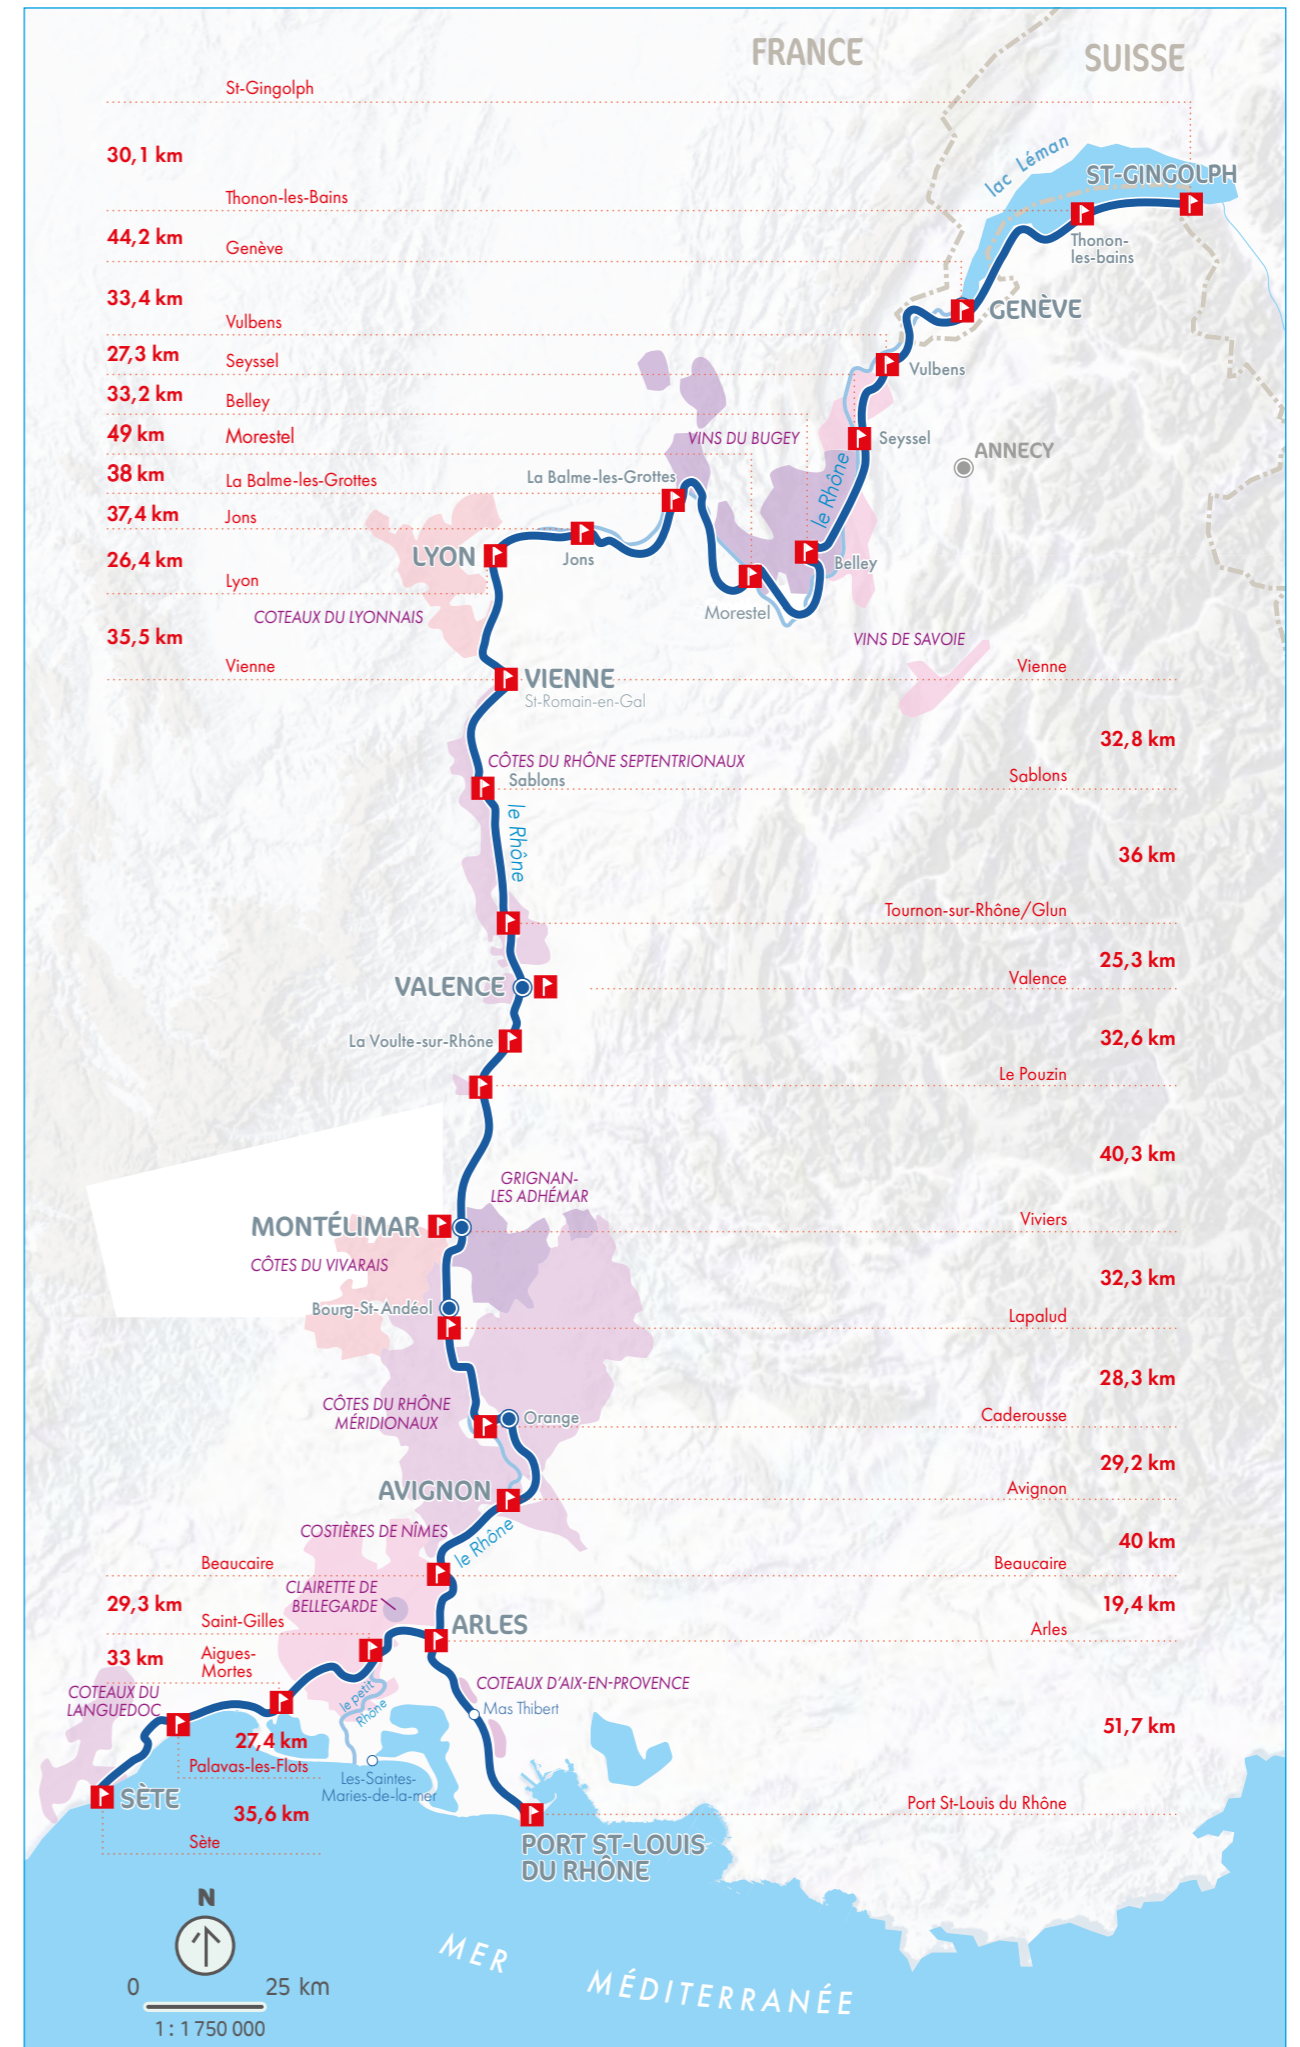 FRANCE
SUISSE
St-Gingolph
30,1 km
lac Léman
ST-GINGOLPH
Thonon-les-Bains
44,2 km
Thonon-
les-bains
Genève
33,4 km
GENÈVE
Vulbens
27,3 km
Seyssel
Vulbens
33,2 km
Belley
49 km
Morestel
VINS DU BUGEY
Seyssel
ANNECY
38 km
La Balme-les-Grottes
La Balme-les-Grottes
le Rhône
37,4 km
Jons
26,4 km
LYON
Jons
Belley
Lyon
COTEAUX DU LYONNAIS
Morestel
35,5 km
VINS DE SAVOIE
Vienne
VIENNE
St-Romain-en-Gal
Vienne
32,8 km
CÔTES DU RHÔNE SEPTENTRIONAUX
Sablons
Sablons
le Rhône
36 km
Tournon-sur-Rhône/Glun
25,3 km
VALENCE
Valence
La Voulte-sur-Rhône
32,6 km
Le Pouzin
40,3 km
GRIGNAN-
LES ADHÉMAR
MONTÉLIMAR
Viviers
CÔTES DU VIVARAIS
32,3 km
Bourg-St-Andéol
Lapalud
28,3 km
CÔTES DU RHÔNE
MÉRIDIONAUX
Orange
Caderousse
29,2 km
AVIGNON
Avignon
COSTIÈRES DE NÎMES
le Rhône
40 km
Beaucaire
Beaucaire
CLAIRETTE DE
BELLEGARDE
29,3 km
19,4 km
Saint-Gilles
ARLES
Arles
33 km
Aigues-
Mortes
COTEAUX DU
LANGUEDOC
le petit
Rhône
COTEAUX D'AIX-EN-PROVENCE
Mas Thibert
51,7 km
27,4 km
Palavas-les-Flots
Les-Saintes-
Maries-de-la-mer
SÈTE
35,6 km
Port St-Louis du Rhône
Sète
PORT ST-LOUIS
DU RHÔNE
N
MER MÉDITERRANÉE
0 25 km
1 : 1 750 000